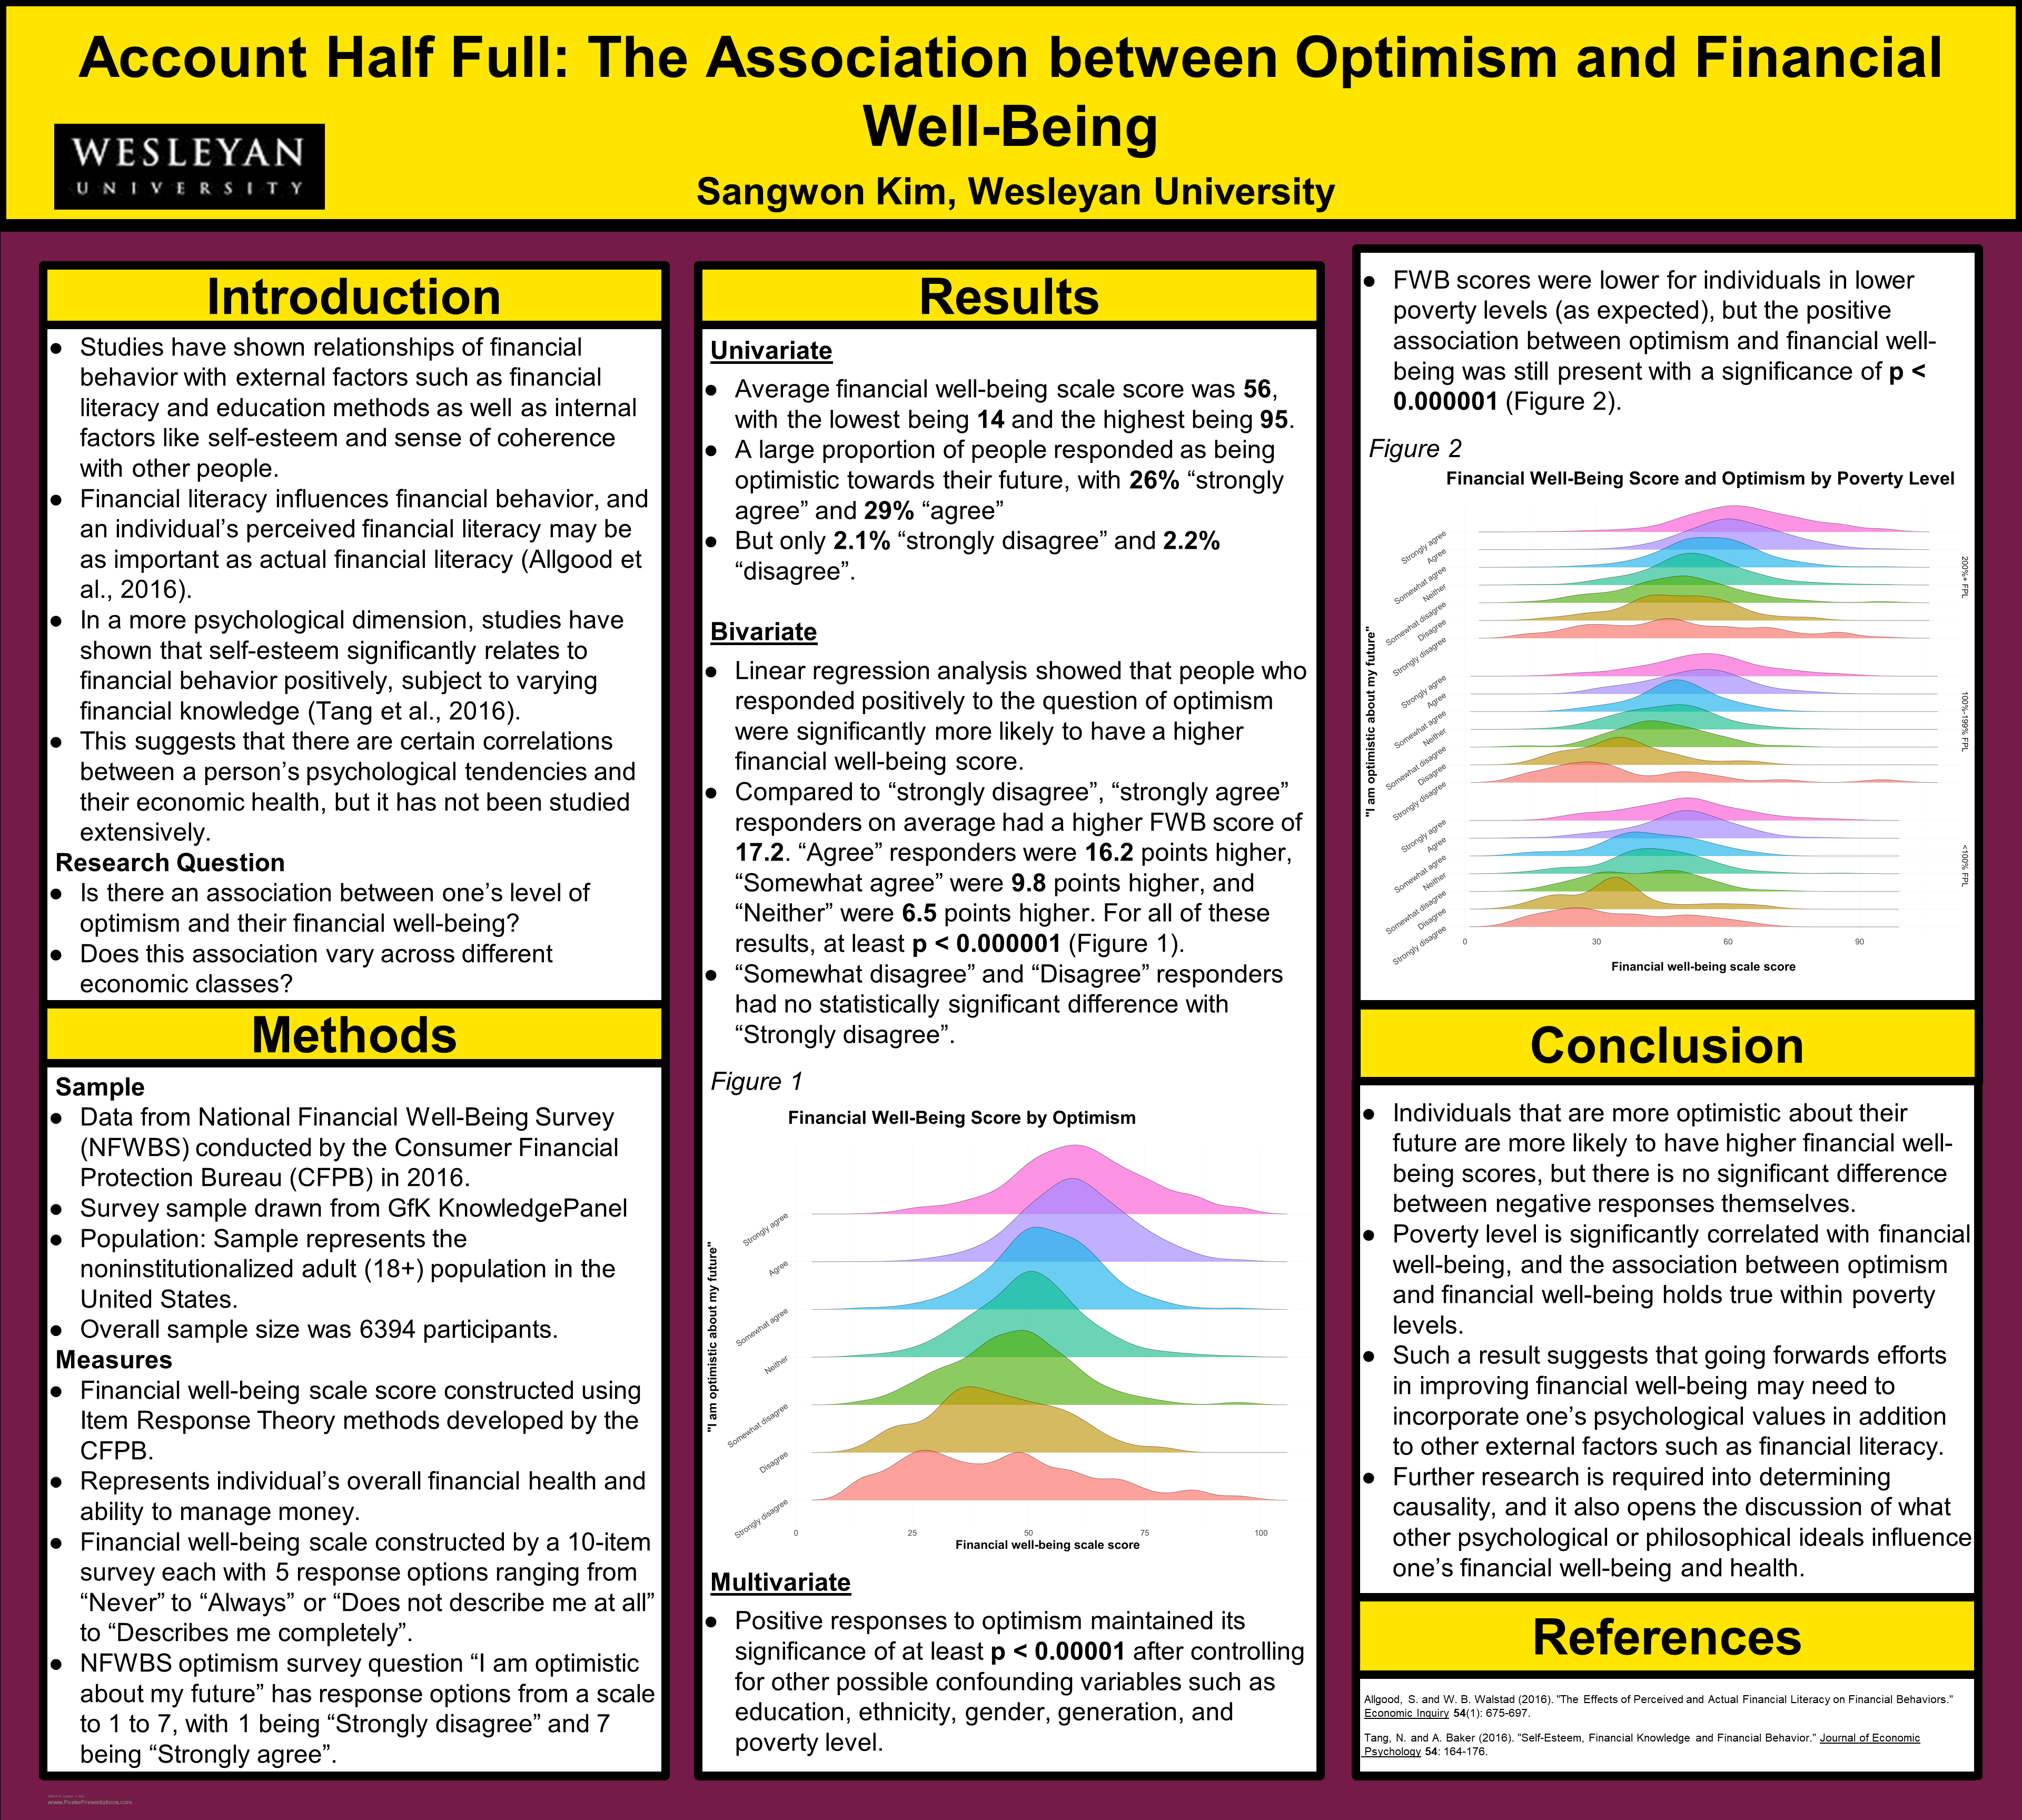 Account Half Full: The Association between Optimism and Financial
Well-Being
WESLEYAN
UNIVERSITY
Sangwon Kim, Wesleyan University
Introduction
● Studies have shown relationships of financial
behavior with external factors such as financial
literacy and education methods as well as internal
factors like self-esteem and sense of coherence
with other people.
● Financial literacy influences financial behavior, and
an individual’s perceived financial literacy may be
as important as actual financial literacy (Allgood et
al., 2016).
● In a more psychological dimension, studies have
shown that self-esteem significantly relates to
financial behavior positively, subject to varying
financial knowledge (Tang et al., 2016).
● This suggests that there are certain correlations
between a person’s psychological tendencies and
their economic health, but it has not been studied
extensively.
Research Question
● Is there an association between one’s level of
optimism and their financial well-being?
● Does this association vary across different
economic classes?
Methods
Sample
● Data from National Financial Well-Being Survey
(NFWBS) conducted by the Consumer Financial
Protection Bureau (CFPB) in 2016.
● Survey sample drawn from GfK KnowledgePanel
● Population: Sample represents the
noninstitutionalized adult (18+) population in the
United States.
● Overall sample size was 6394 participants.
Measures
● Financial well-being scale score constructed using
Item Response Theory methods developed by the
CFPB.
● Represents individual’s overall financial health and
ability to manage money.
● Financial well-being scale constructed by a 10-item
survey each with 5 response options ranging from
“Never” to “Always” or “Does not describe me at all”
to “Describes me completely”.
● NFWBS optimism survey question “I am optimistic
about my future” has response options from a scale
to 1 to 7, with 1 being “Strongly disagree” and 7
being “Strongly agree”.
Results
Univariate
● Average financial well-being scale score was 56,
with the lowest being 14 and the highest being 95.
● A large proportion of people responded as being
optimistic towards their future, with 26% “strongly
agree” and 29% “agree”
● But only 2.1% “strongly disagree” and 2.2%
“disagree”.
Bivariate
● Linear regression analysis showed that people who
responded positively to the question of optimism
were significantly more likely to have a higher
financial well-being score.
● Compared to “strongly disagree”, “strongly agree”
responders on average had a higher FWB score of
17.2. “Agree” responders were 16.2 points higher,
“Somewhat agree” were 9.8 points higher, and
“Neither” were 6.5 points higher. For all of these
results, at least p < 0.000001 (Figure 1).
● “Somewhat disagree” and “Disagree” responders
had no statistically significant difference with
“Strongly disagree”.
Figure 1
Financial Well-Being Score by Optimism
"I am optimistic about my future"
Strongly agree
Agree
Somewhat agree
Neither
Somewhat disagree
Disagree
Strongly disagree
0 25 50 75 100
Financial well-being scale score
Multivariate
● Positive responses to optimism maintained its
significance of at least p < 0.00001 after controlling
for other possible confounding variables such as
education, ethnicity, gender, generation, and
poverty level.
● FWB scores were lower for individuals in lower
poverty levels (as expected), but the positive
association between optimism and financial well-
being was still present with a significance of p <
0.000001 (Figure 2).
Figure 2
Financial Well-Being Score and Optimism by Poverty Level
"I am optimistic about my future"
Strongly agree
Agree
Somewhat agree
Neither
Somewhat disagree
Disagree
Strongly disagree
200%+ FPL
Strongly agree
Agree
Somewhat agree
Neither
Somewhat disagree
Disagree
Strongly disagree
100%-199% FPL
Strongly agree
Agree
Somewhat agree
Neither
Somewhat disagree
Disagree
Strongly disagree
<100% FPL
0 30 60 90
Financial well-being scale score
Conclusion
● Individuals that are more optimistic about their
future are more likely to have higher financial well-
being scores, but there is no significant difference
between negative responses themselves.
● Poverty level is significantly correlated with financial
well-being, and the association between optimism
and financial well-being holds true within poverty
levels.
● Such a result suggests that going forwards efforts
in improving financial well-being may need to
incorporate one’s psychological values in addition
to other external factors such as financial literacy.
● Further research is required into determining
causality, and it also opens the discussion of what
other psychological or philosophical ideals influence
one’s financial well-being and health.
References
Allgood, S. and W. B. Walstad (2016). "The Effects of Perceived and Actual Financial Literacy on Financial Behaviors."
Economic Inquiry 54(1): 675-697.
Tang, N. and A. Baker (2016). "Self-Esteem, Financial Knowledge and Financial Behavior." Journal of Economic
Psychology 54: 164-176.
www.PosterPresentations.com